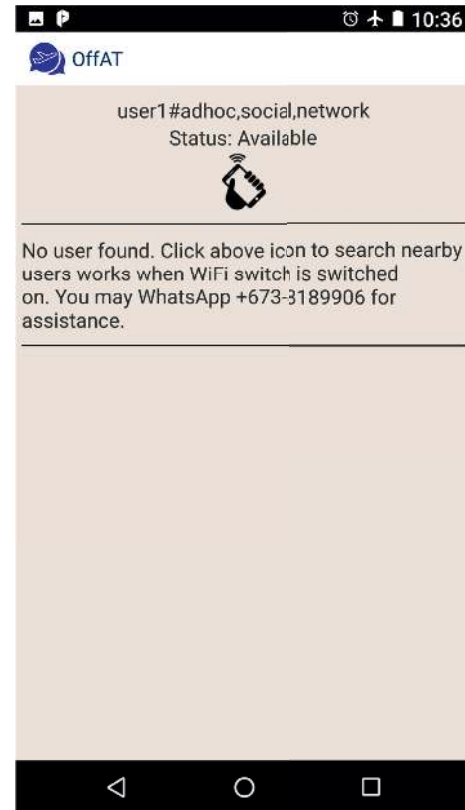 10:36
OffAT
user1#adhoc,social,network
Status: Available
No user found. Click above icon to search nearby
users works when WiFi switch is switched
on. You may WhatsApp +673-8189906 for
assistance.